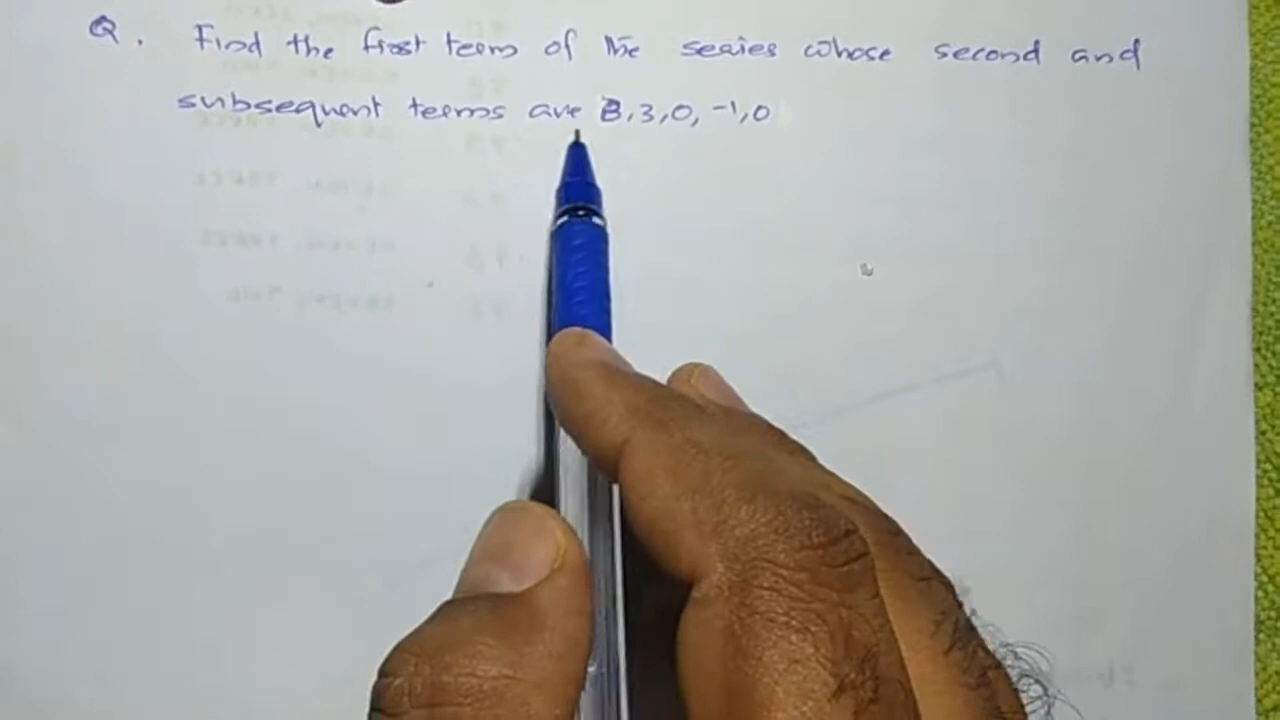 Q. Find the first term of the series whose second and
subsequent terms are 8,3,0,-1,0